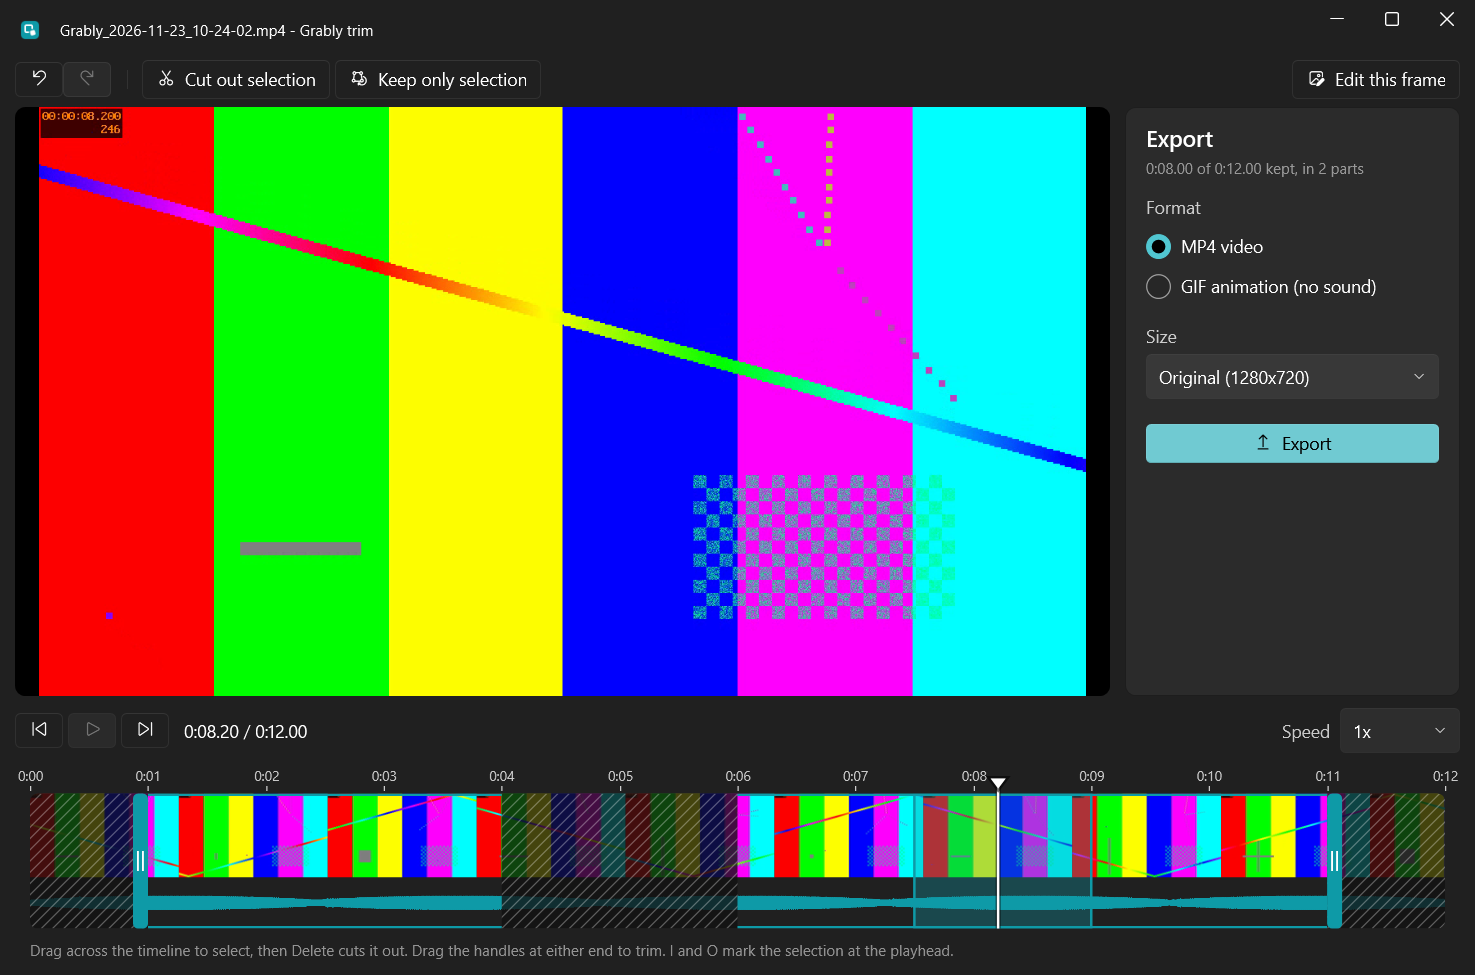 Grably_2026-11-23_10-24-02.mp4 - Grably trim
Cut out selection
Keep only selection
Edit this frame
00:00:08.200
246
Export
0:08.00 of 0:12.00 kept, in 2 parts
Format
MP4 video
GIF animation (no sound)
Size
Original (1280x720)
Export
0:08.20 / 0:12.00
Speed
1x
0:00 0:01 0:02 0:03 0:04 0:05 0:06 0:07 0:08 0:09 0:10 0:11 0:12
Drag across the timeline to select, then Delete cuts it out. Drag the handles at either end to trim. I and O mark the selection at the playhead.